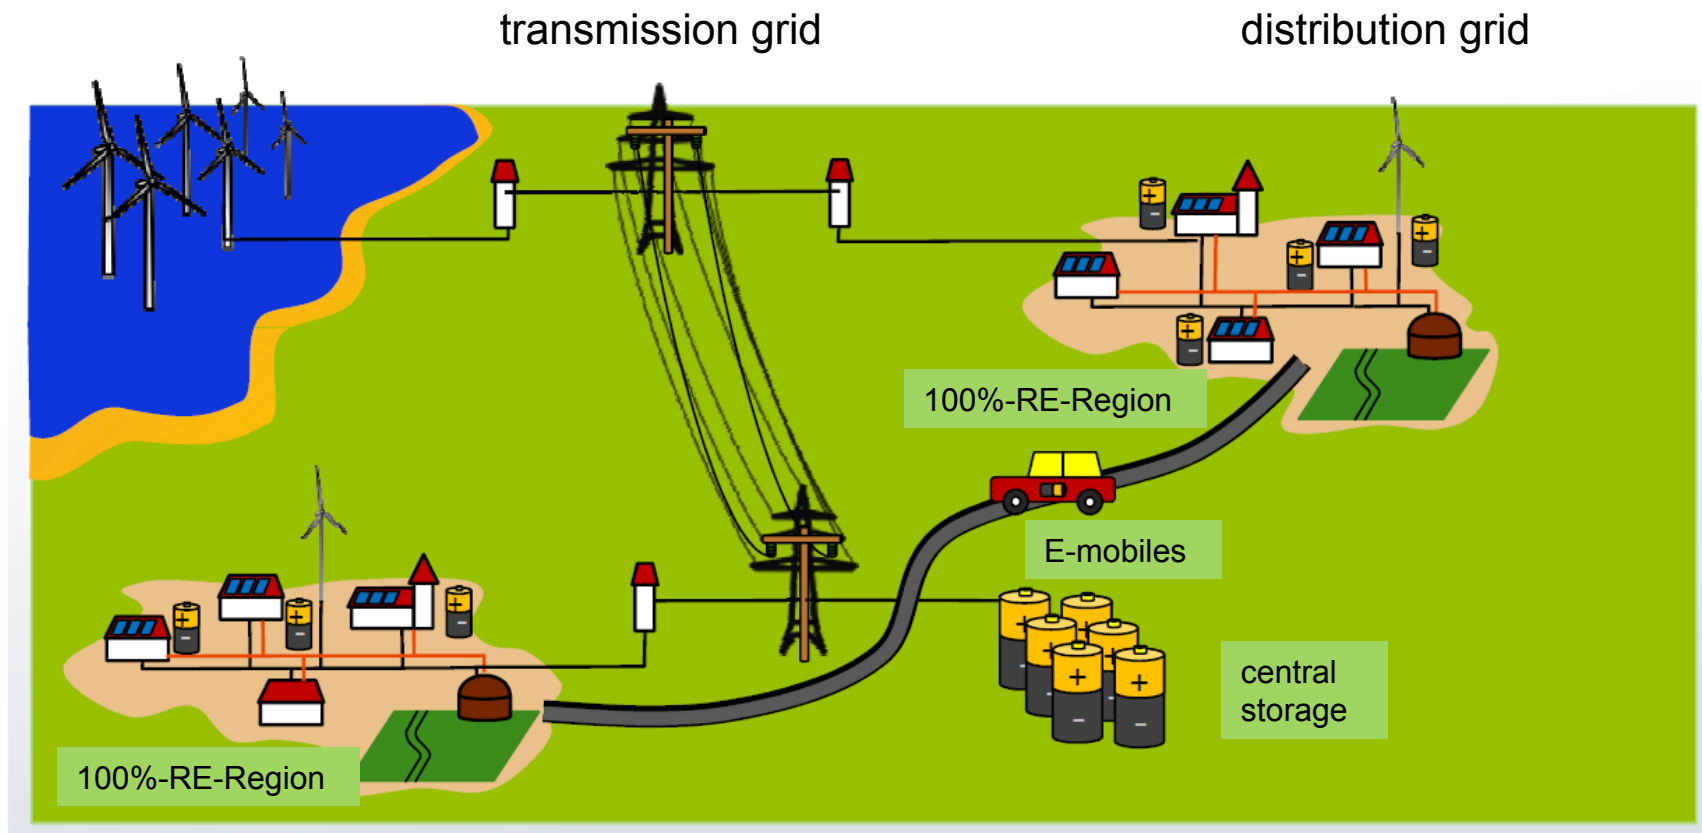 transmission grid
distribution grid
100%-RE-Region
E-mobiles
central
storage
100%-RE-Region